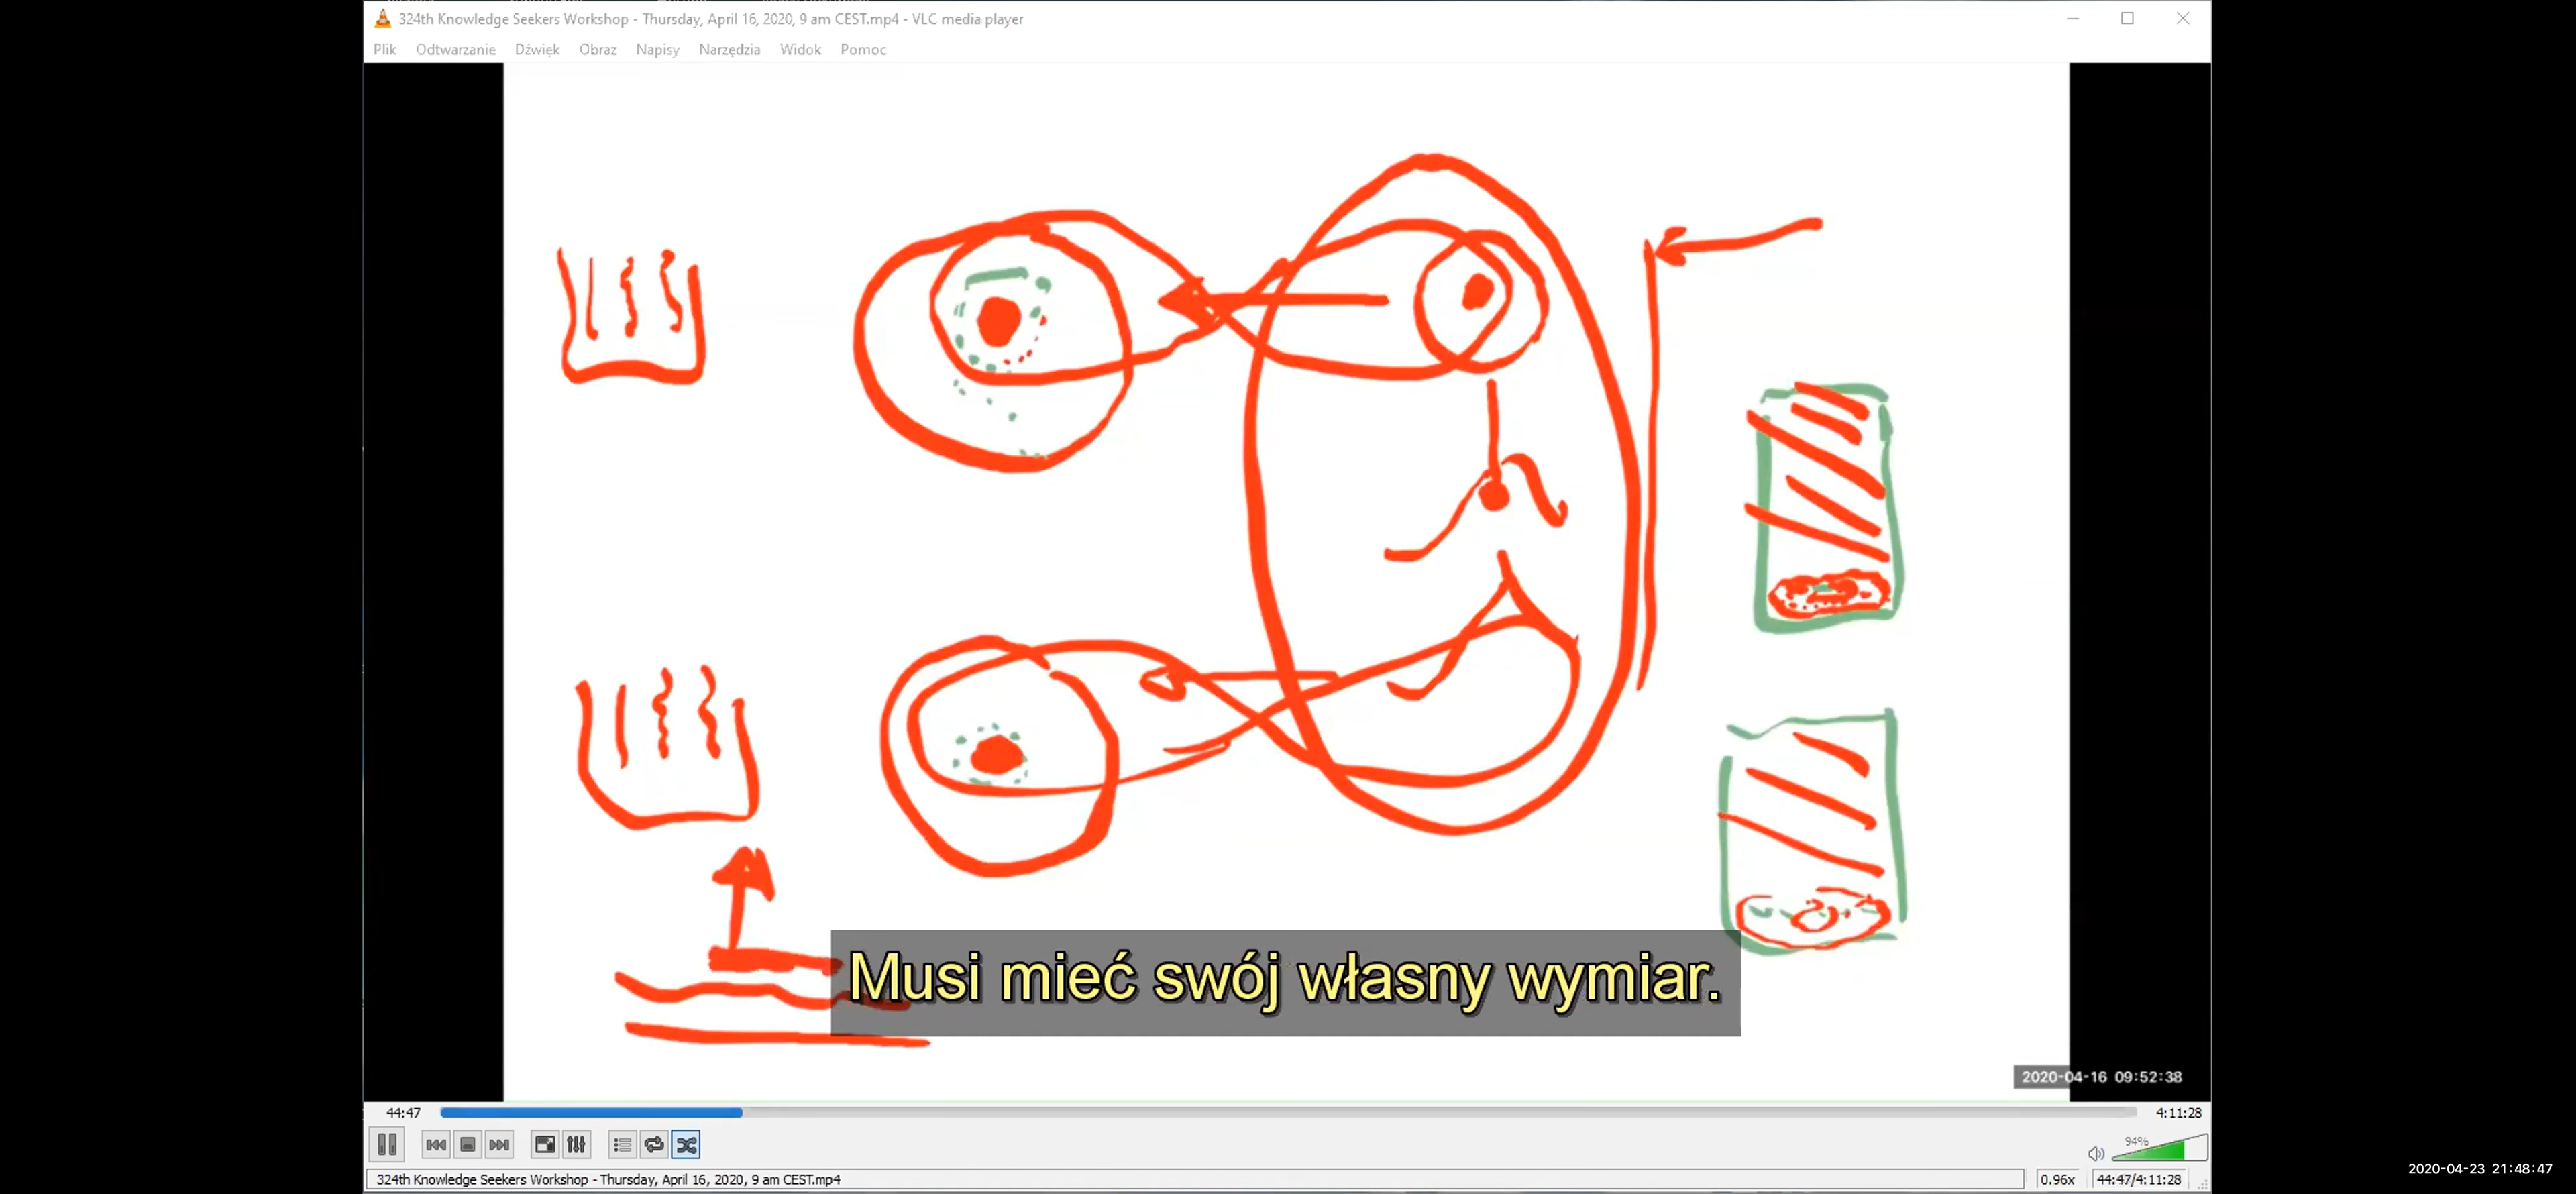 324th Knowledge Seekers Workshop - Thursday, April 16, 2020, 9 am CEST.mp4 - VLC media player
Plik Odtwarzanie Dźwięk Obraz Napisy Narzędzia Widok Pomoc
Musi mieć swój własny wymiar.
2020-04-16 09:52:38
44:47 4:11:28
94%
2020-04-23 21:48:47
324th Knowledge Seekers Workshop - Thursday, April 16, 2020, 9 am CEST.mp4 0.96x 44:47/4:11:28